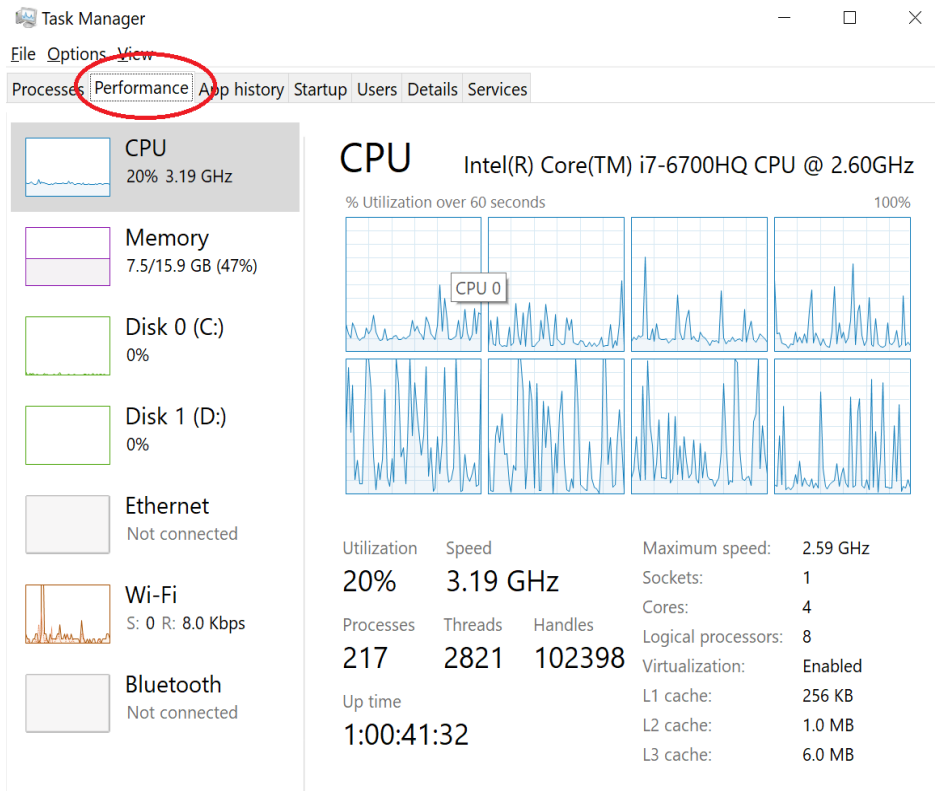 Task Manager
File Options View
Processes Performance App history Startup Users Details Services
CPU
20% 3.19 GHz
Memory
7.5/15.9 GB (47%)
Disk 0 (C:)
0%
Disk 1 (D:)
0%
Ethernet
Not connected
Wi-Fi
S: 0 R: 8.0 Kbps
Bluetooth
Not connected
CPU Intel(R) Core(TM) i7-6700HQ CPU @ 2.60GHz
% Utilization over 60 seconds 100%
CPU 0
Utilization Speed
20% 3.19 GHz
Processes Threads Handles
217 2821 102398
Up time
1:00:41:32
Maximum speed: 2.59 GHz
Sockets: 1
Cores: 4
Logical processors: 8
Virtualization: Enabled
L1 cache: 256 KB
L2 cache: 1.0 MB
L3 cache: 6.0 MB